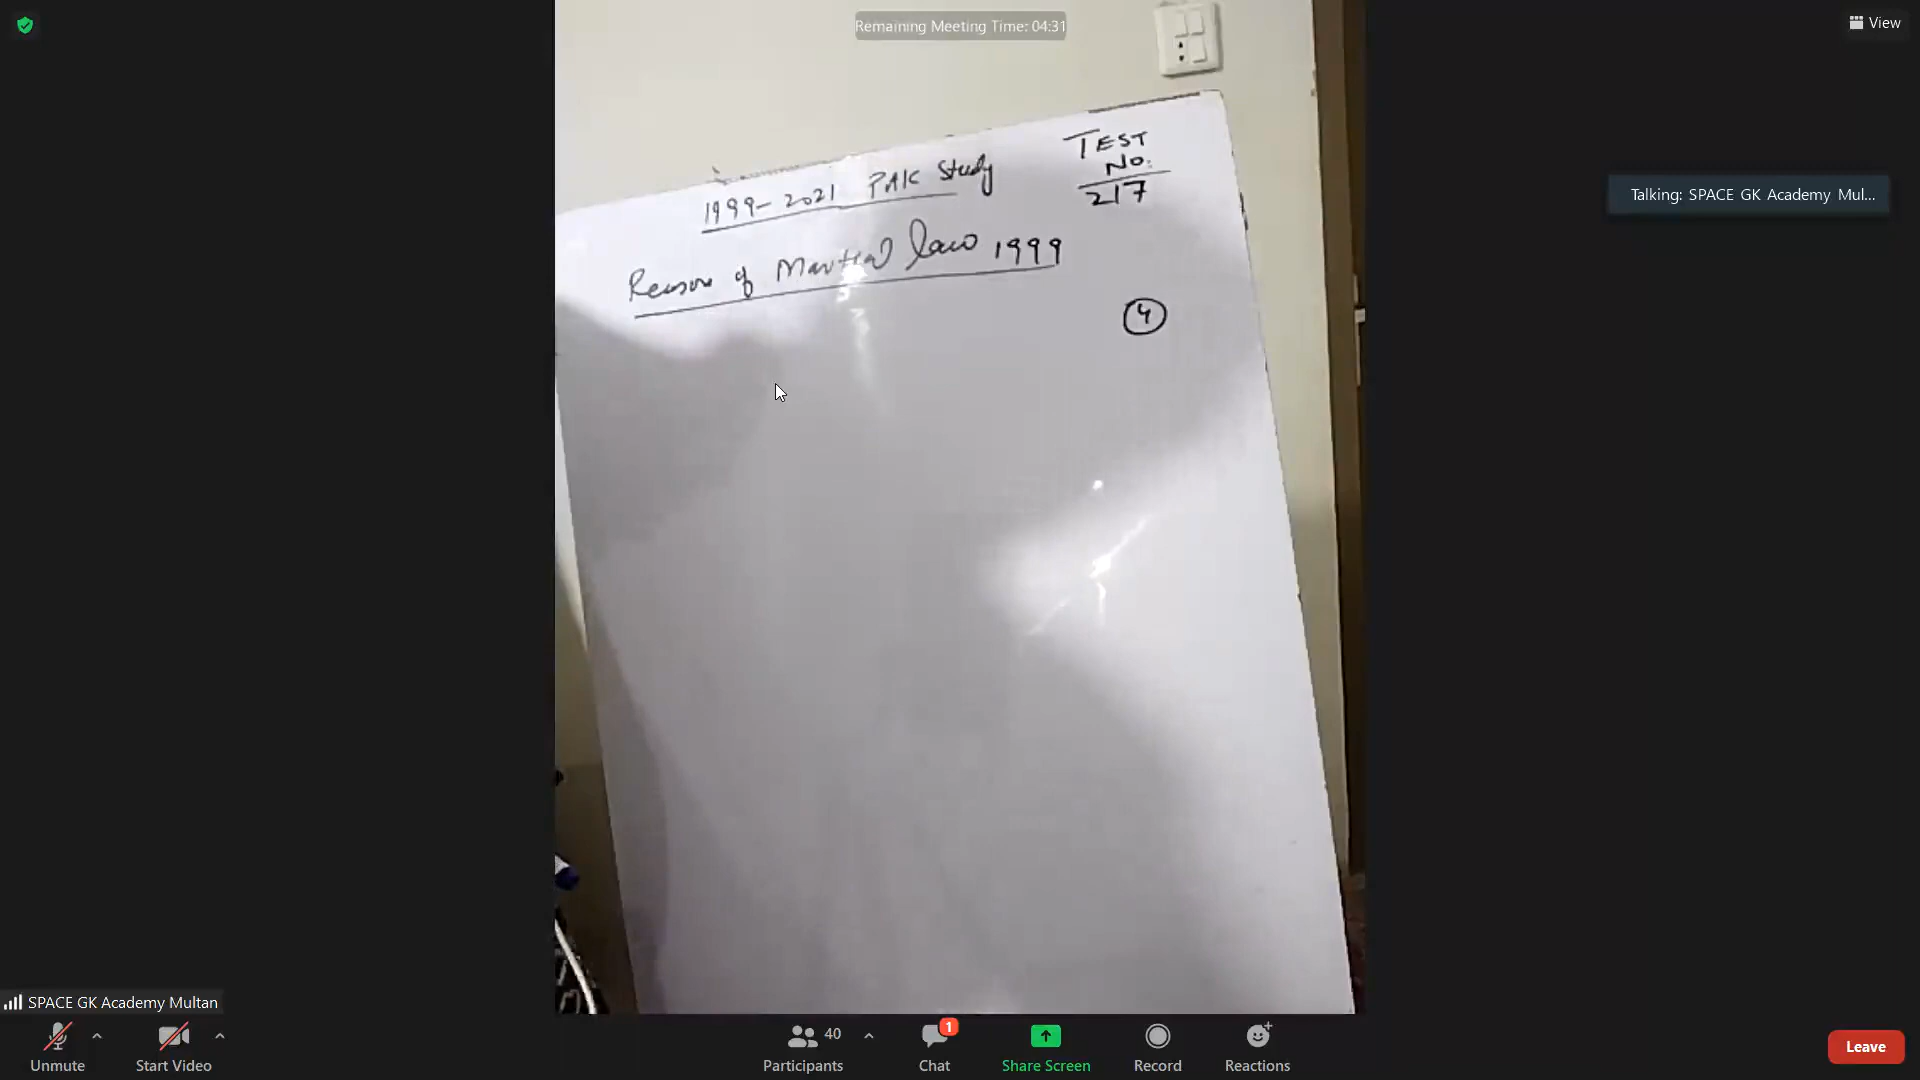 Remaining Meeting Time: 04:31
View
TEST
No.
217
1999-2021 PAK Study
Talking: SPACE GK Academy Mul...
Reason of Martial law 1999
4
SPACE GK Academy Multan
Unmute
Start Video
40
Participants
1
Chat
Share Screen
Record
Reactions
Leave